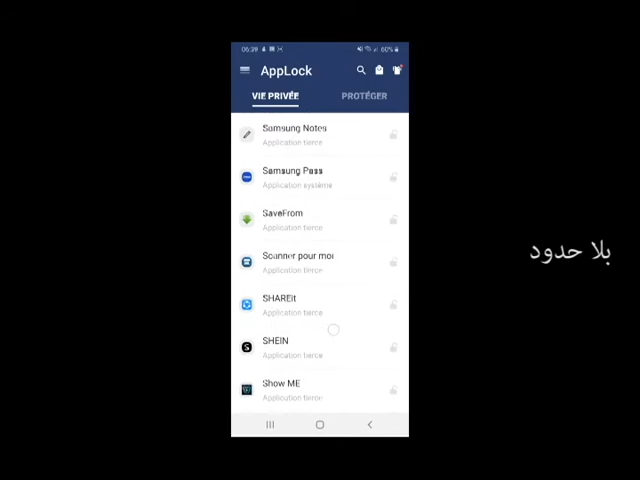 06:39
60%
AppLock
VIE PRIVÉE
PROTÉGER
Samsung Notes
Application tierce
Samsung Pass
Application système
SaveFrom
Application tierce
Scanner pour moi
Application tierce
SHAREit
Application tierce
SHEIN
Application tierce
Show ME
Application tierce
بلا حدود